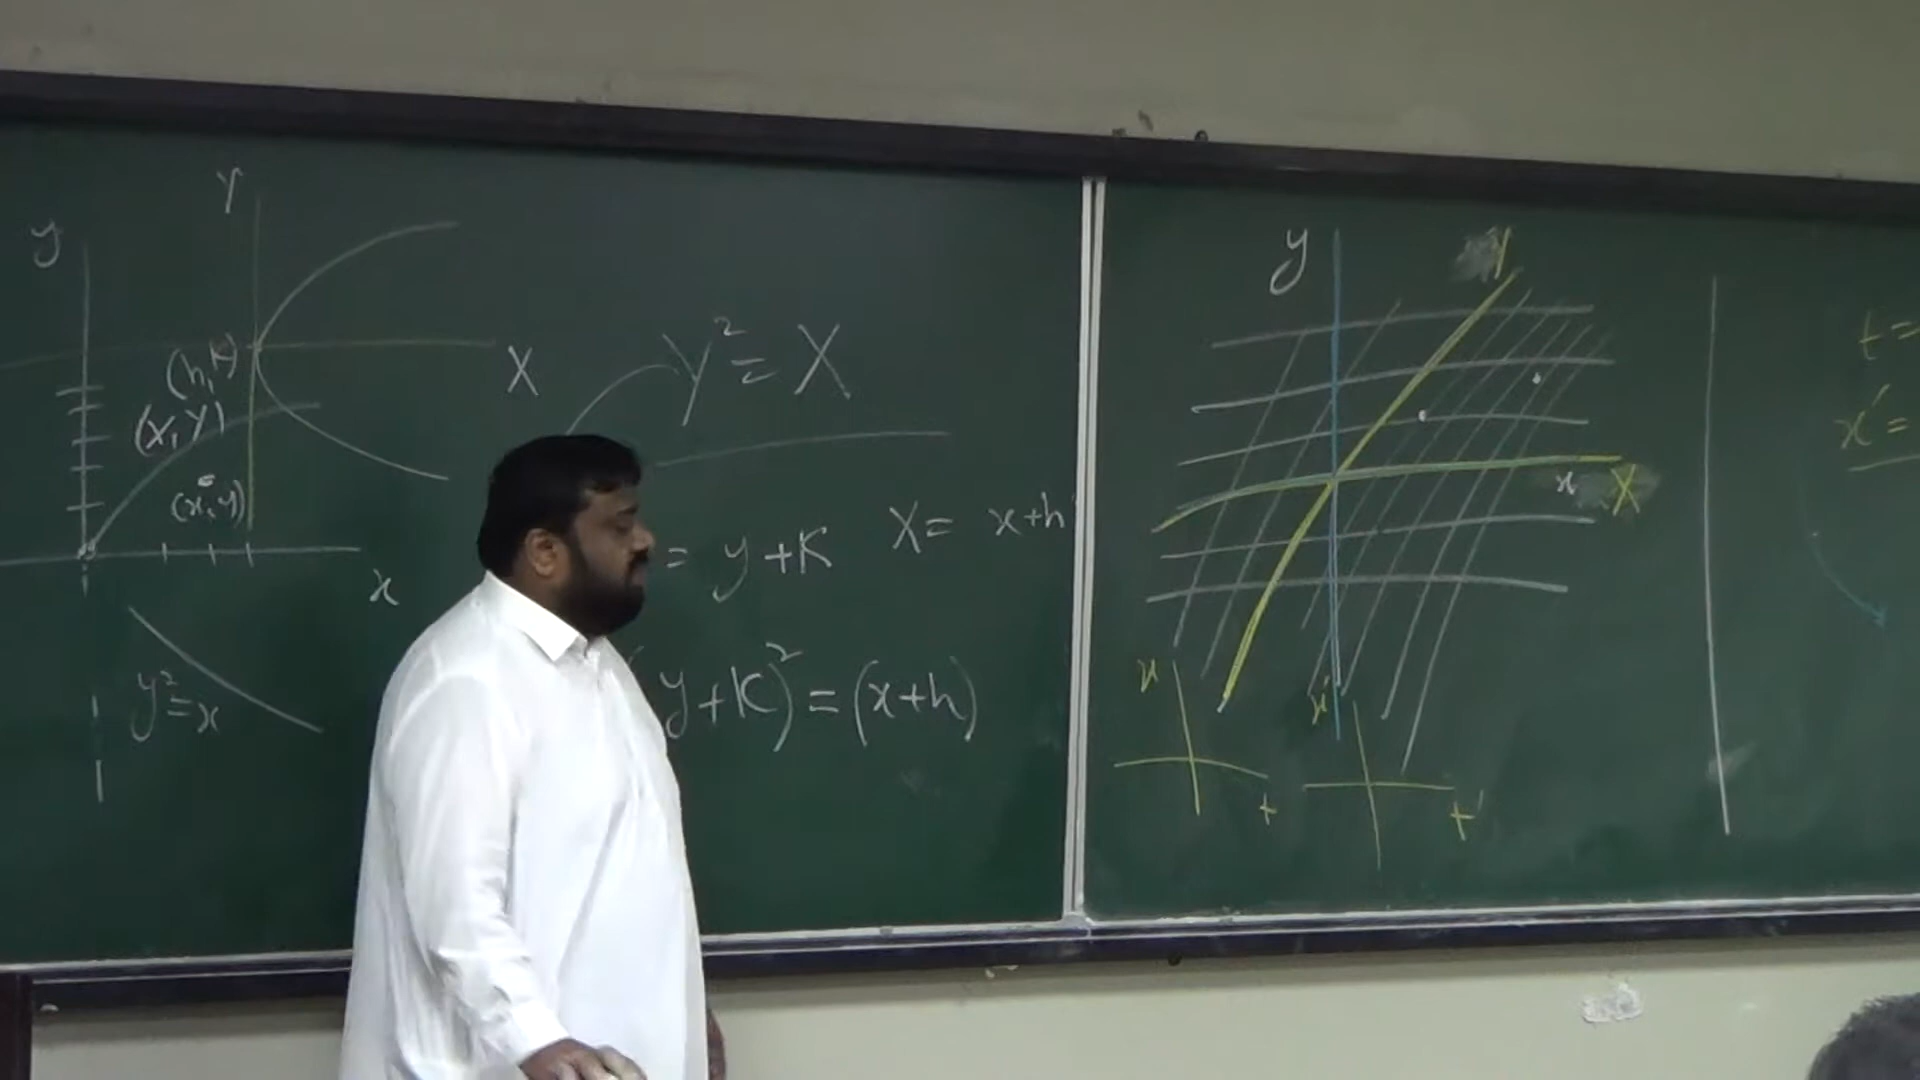 Y
y
(h,k)
X
(X,Y)
(x,y)
x
y²=x
Y²=X
= y+K
X= x+h
y+K)²=(x+h)
y
Y
x X
x
t
x'
t'
t=
x'=